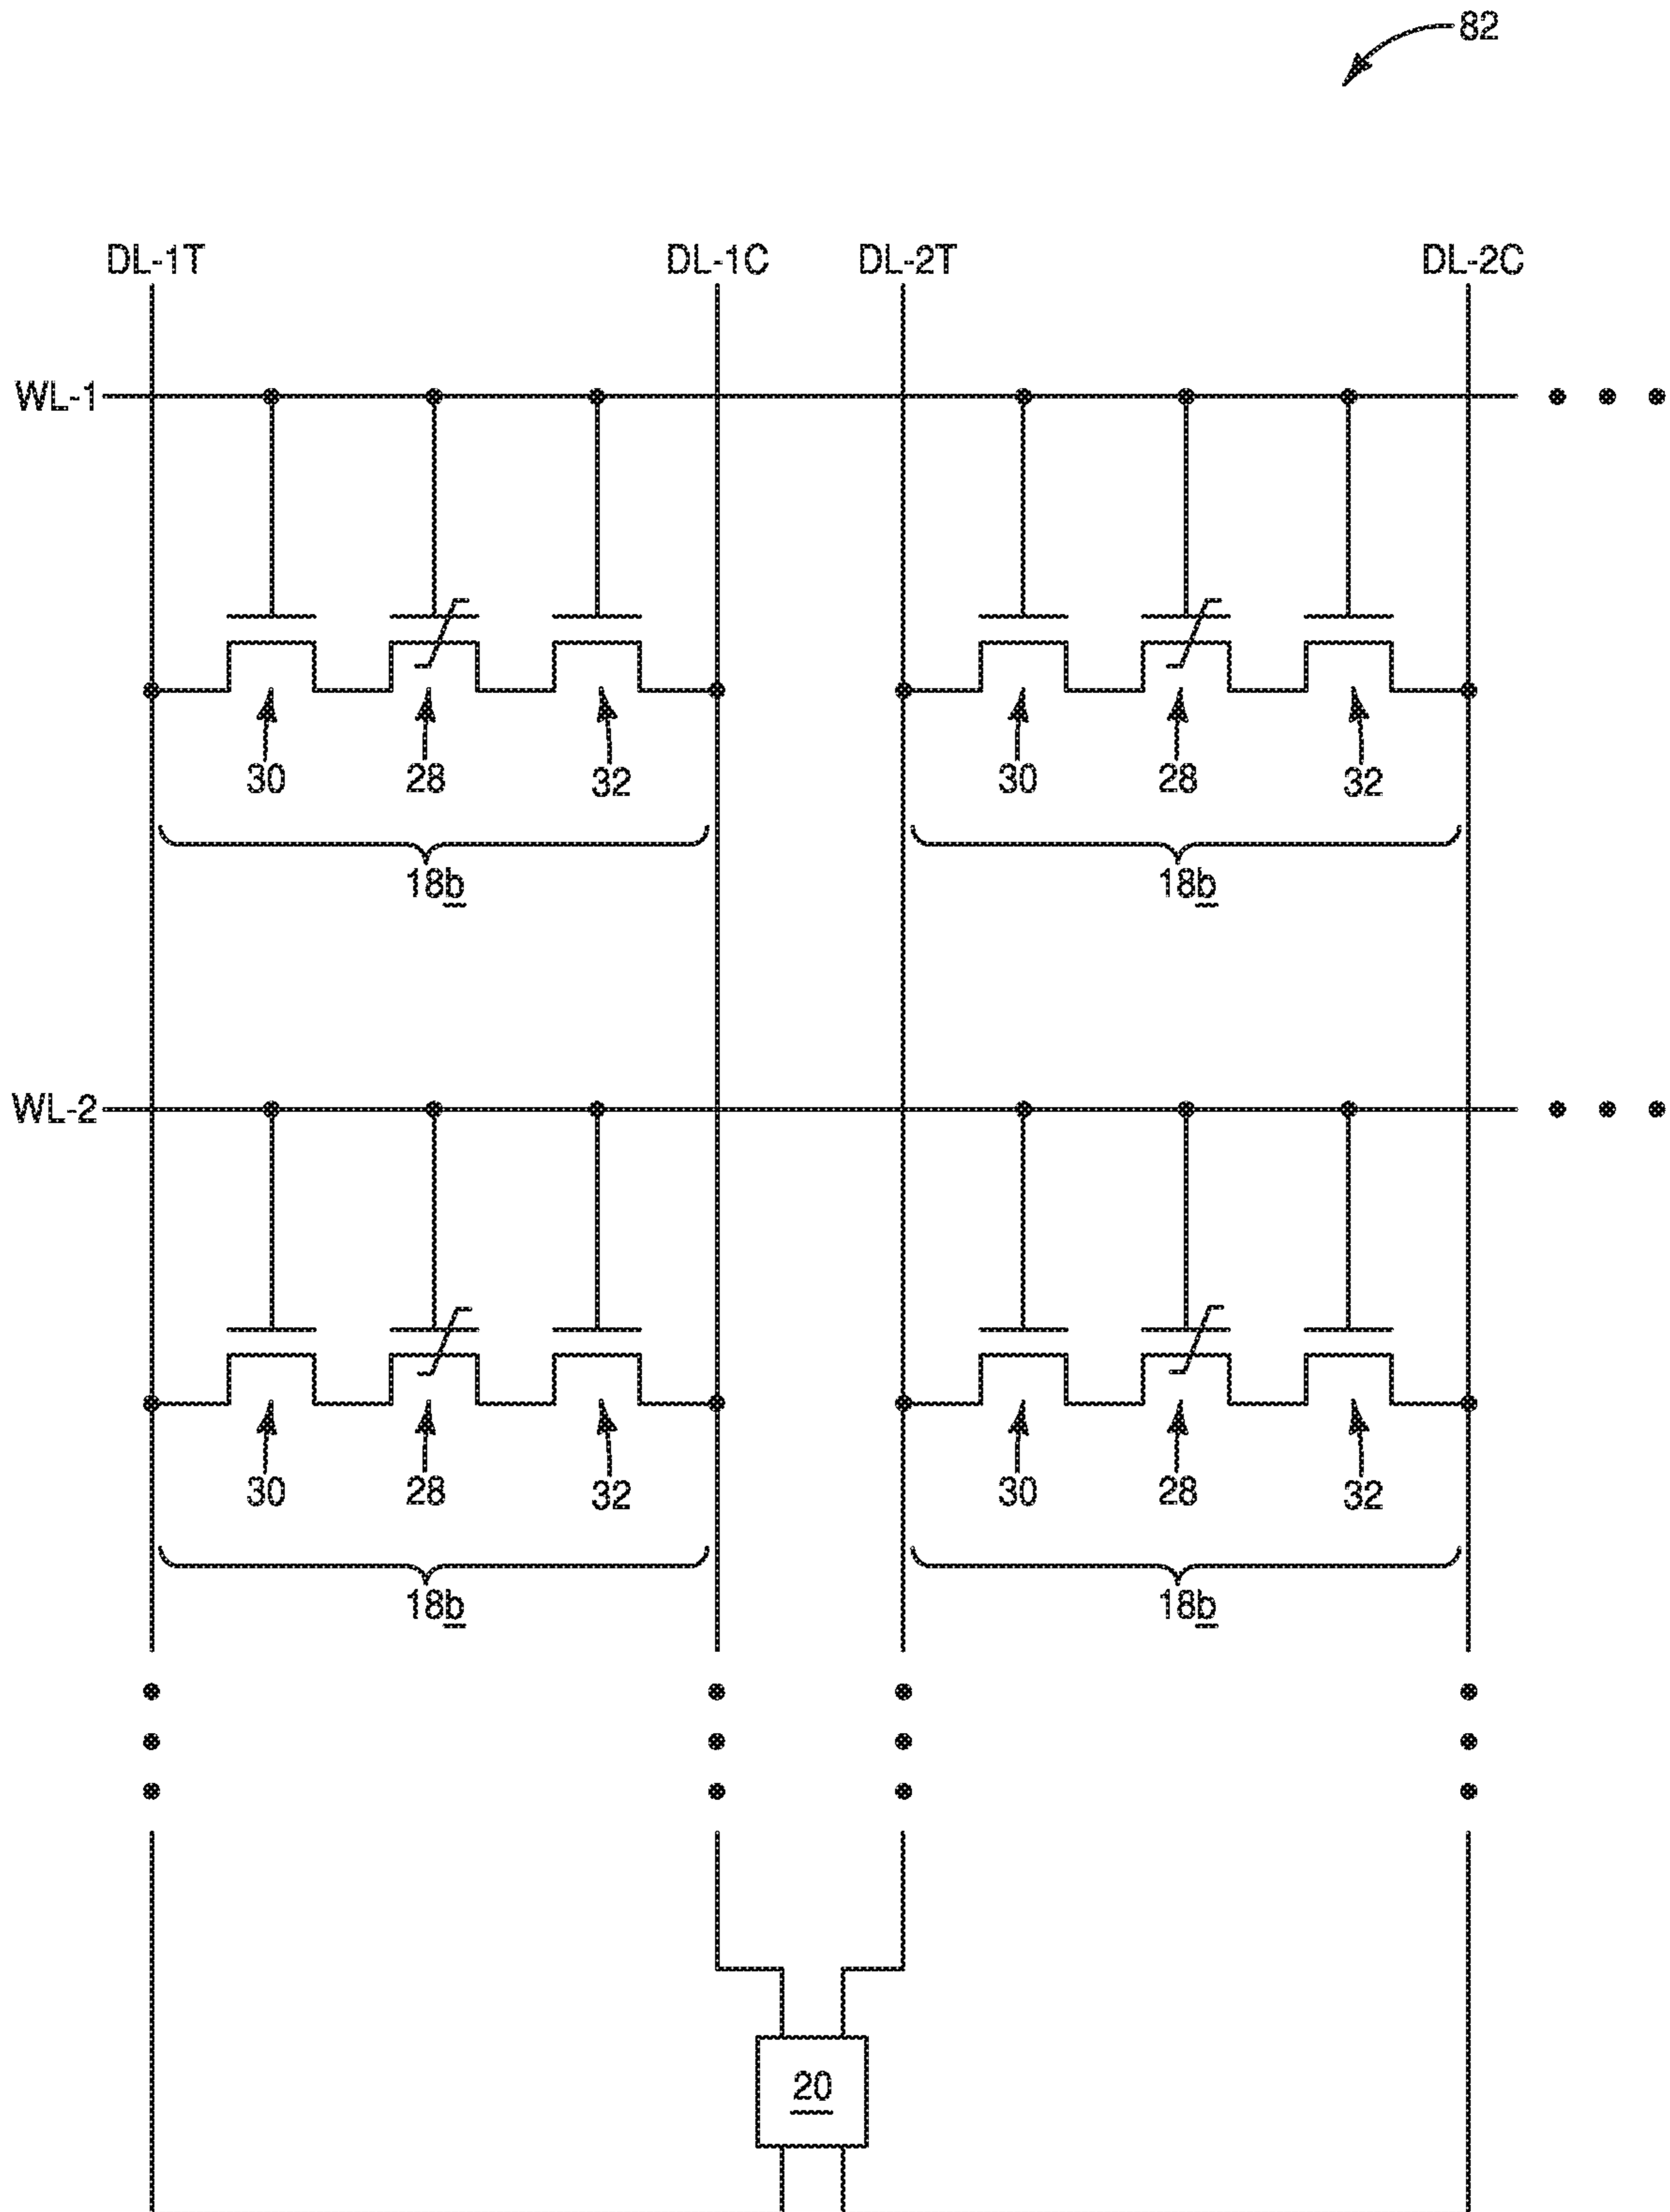 82
DL-1T DL-1C DL-2T DL-2C
WL-1
30 28 32 30 28 32
18b 18b
WL-2
30 28 32 30 28 32
18b 18b
20